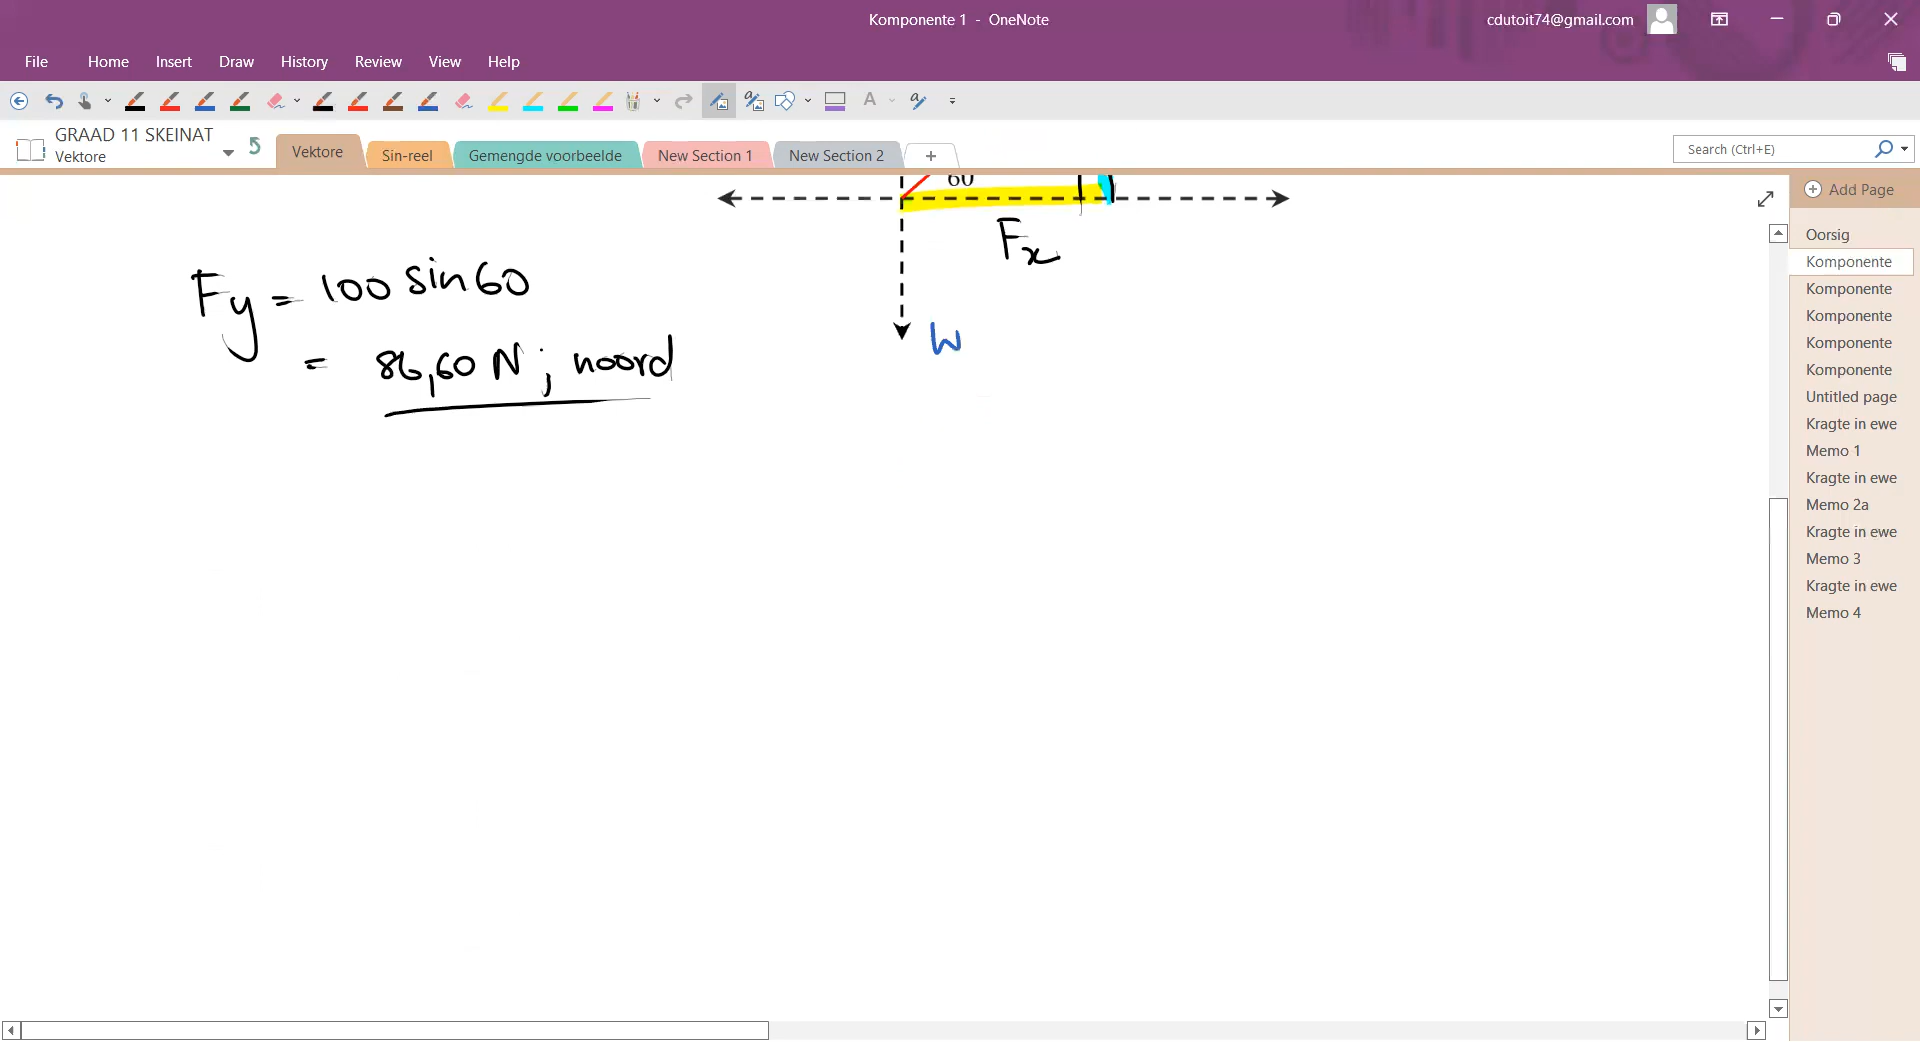 Komponente 1 - OneNote
cdutoit74@gmail.com
File Home Insert Draw History Review View Help
GRAAD 11 SKEINAT
Vektore
Vektore
Sin-reel
Gemengde voorbeelde
New Section 1
New Section 2
+
Search (Ctrl+E)
Add Page
Oorsig
Komponente
Komponente
Komponente
Komponente
Komponente
Untitled page
Kragte in ewe
Memo 1
Kragte in ewe
Memo 2a
Kragte in ewe
Memo 3
Kragte in ewe
Memo 4
60
Fx
Fy = 100 sin 60
= 86,60 N; noord
W